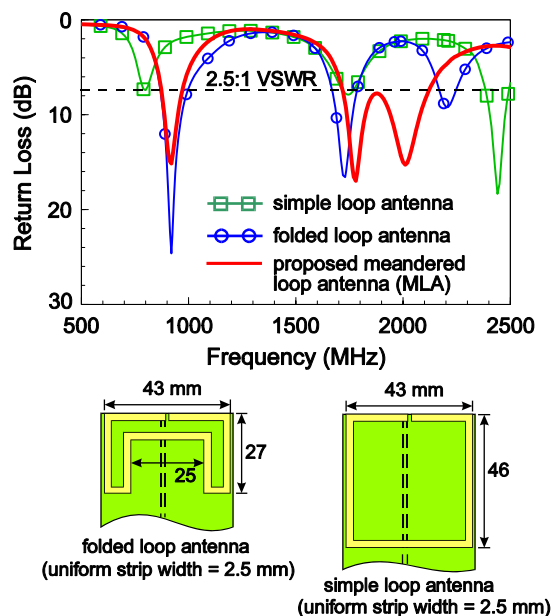 0
10
20
30
Return Loss (dB)
2.5:1 VSWR
simple loop antenna
folded loop antenna
proposed meandered
loop antenna (MLA)
500 1000 1500 2000 2500
Frequency (MHz)
43 mm
27
25
folded loop antenna
(uniform strip width = 2.5 mm)
43 mm
46
simple loop antenna
(uniform strip width = 2.5 mm)